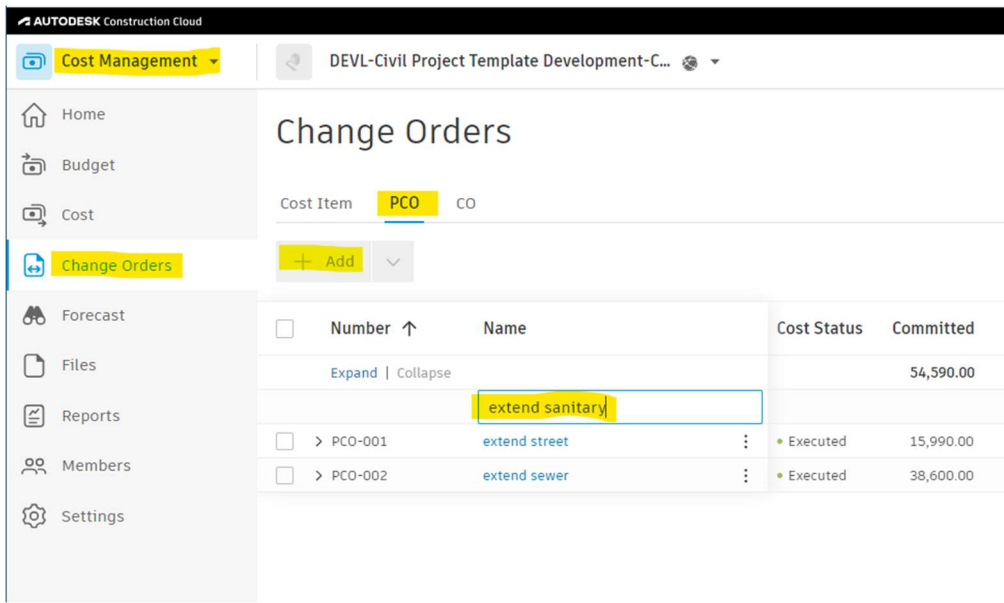 AUTODESK Construction Cloud
Cost Management
DEVL-Civil Project Template Development-C...
Home
Budget
Cost
Change Orders
Forecast
Files
Reports
Members
Settings
Change Orders
Cost Item PCO CO
+ Add
Number ↑ Name Cost Status Committed
Expand | Collapse 54,590.00
extend sanitary
PCO-001 extend street Executed 15,990.00
PCO-002 extend sewer Executed 38,600.00